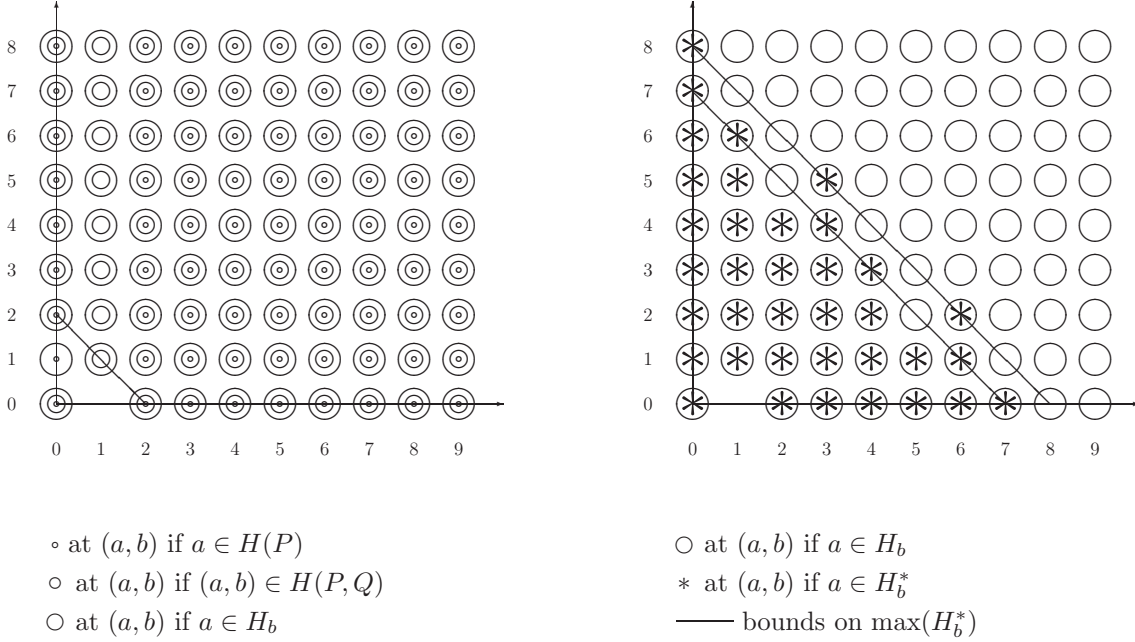 8 8
7 7
6 6
5 5
4 4
3 3
2 2
1 1
0 0
0 1 2 3 4 5 6 7 8 9 0 1 2 3 4 5 6 7 8 9
∘ at (a, b) if a ∈ H(P)
○ at (a, b) if (a, b) ∈ H(P, Q)
◯ at (a, b) if a ∈ H_b
◯ at (a, b) if a ∈ H_b
* at (a, b) if a ∈ H_b^*
bounds on max(H_b^*)